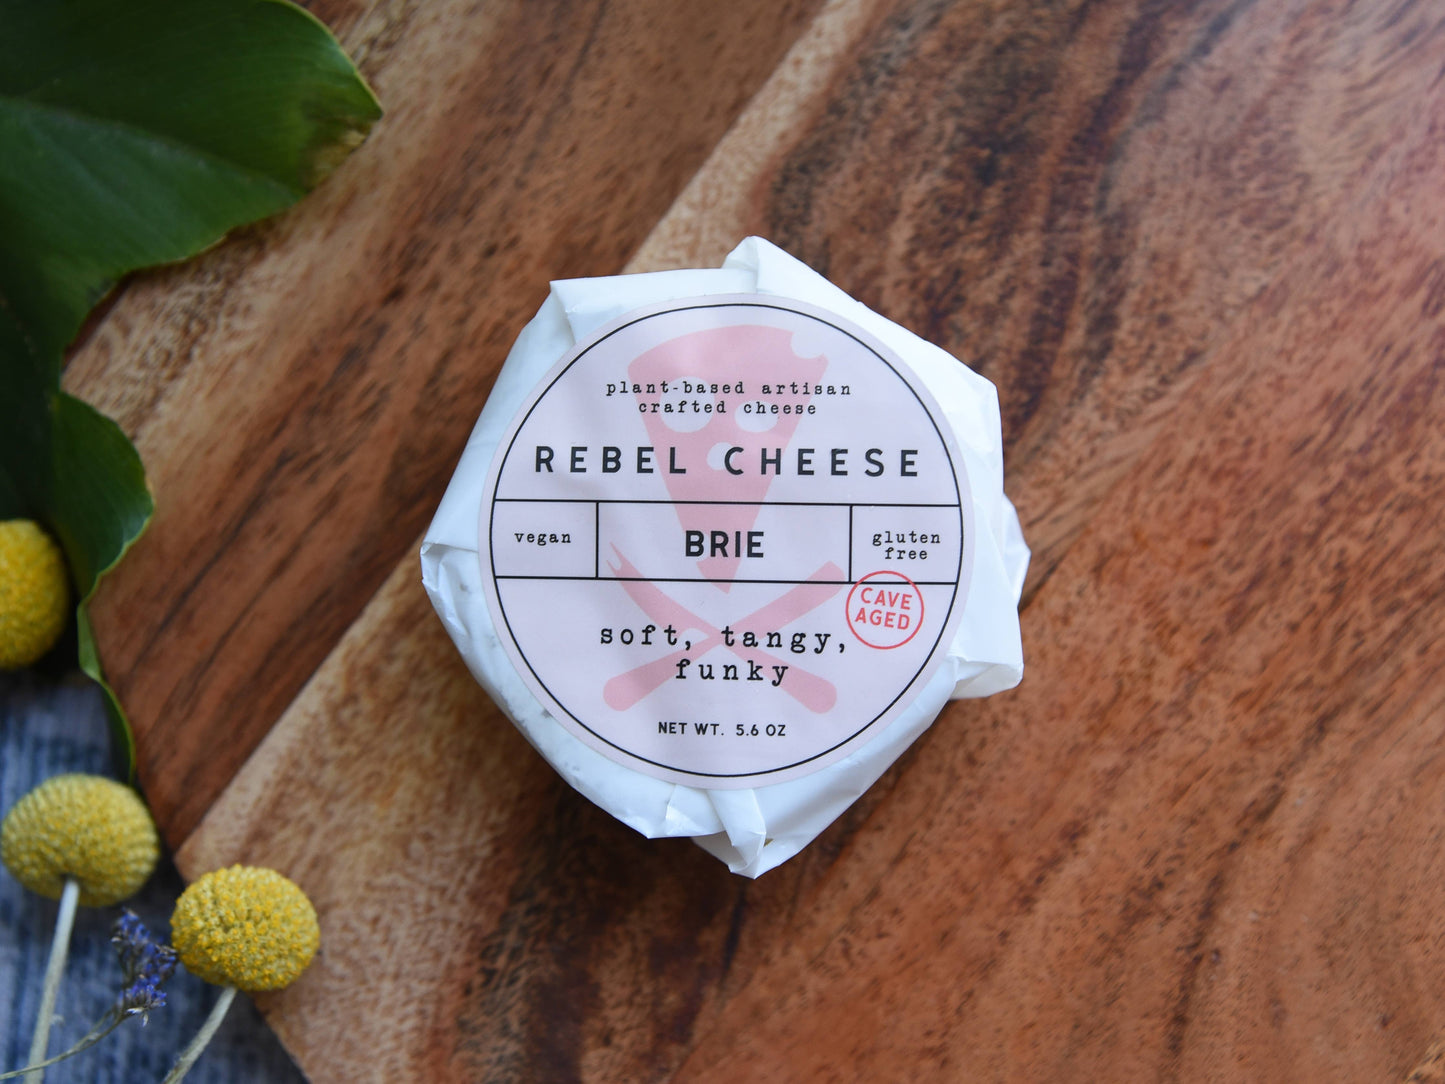 plant-based artisan
crafted cheese
REBEL CHEESE
vegan
BRIE
gluten
free
CAVE
AGED
soft, tangy,
funky
NET WT. 5.6 OZ